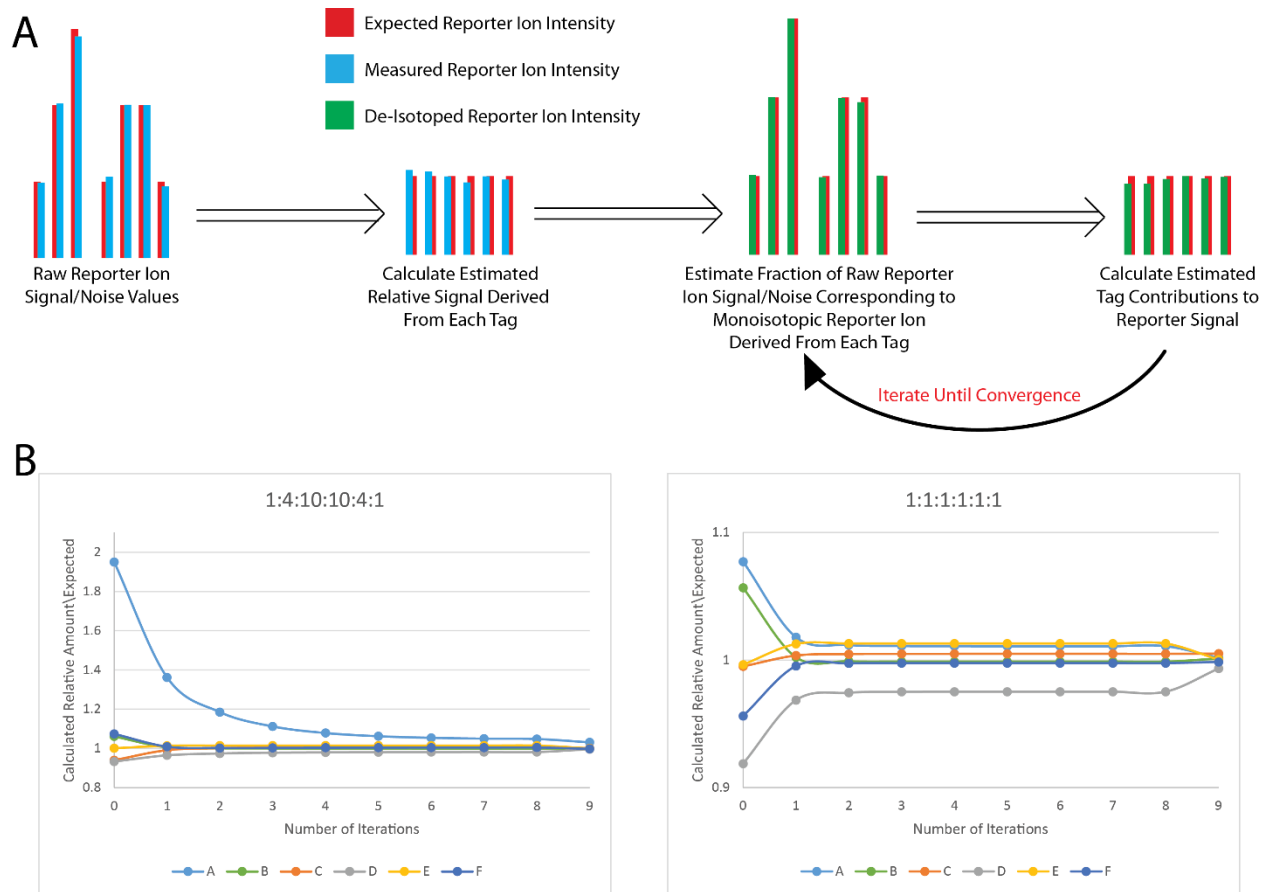 A
Expected Reporter Ion Intensity
Measured Reporter Ion Intensity
De-Isotoped Reporter Ion Intensity
Raw Reporter Ion
Signal/Noise Values
Calculate Estimated
Relative Signal Derived
From Each Tag
Estimate Fraction of Raw Reporter
Ion Signal/Noise Corresponding to
Monoisotopic Reporter Ion
Derived From Each Tag
Calculate Estimated
Tag Contributions to
Reporter Signal
Iterate Until Convergence
B
1:4:10:10:4:1
Calculated Relative Amount\Expected
2
1.8
1.6
1.4
1.2
1
0.8
0 1 2 3 4 5 6 7 8 9
Number of Iterations
A B C D E F
1:1:1:1:1:1
Calculated Relative Amount\Expected
1.1
1
0.9
0 1 2 3 4 5 6 7 8 9
Number of Iterations
A B C D E F